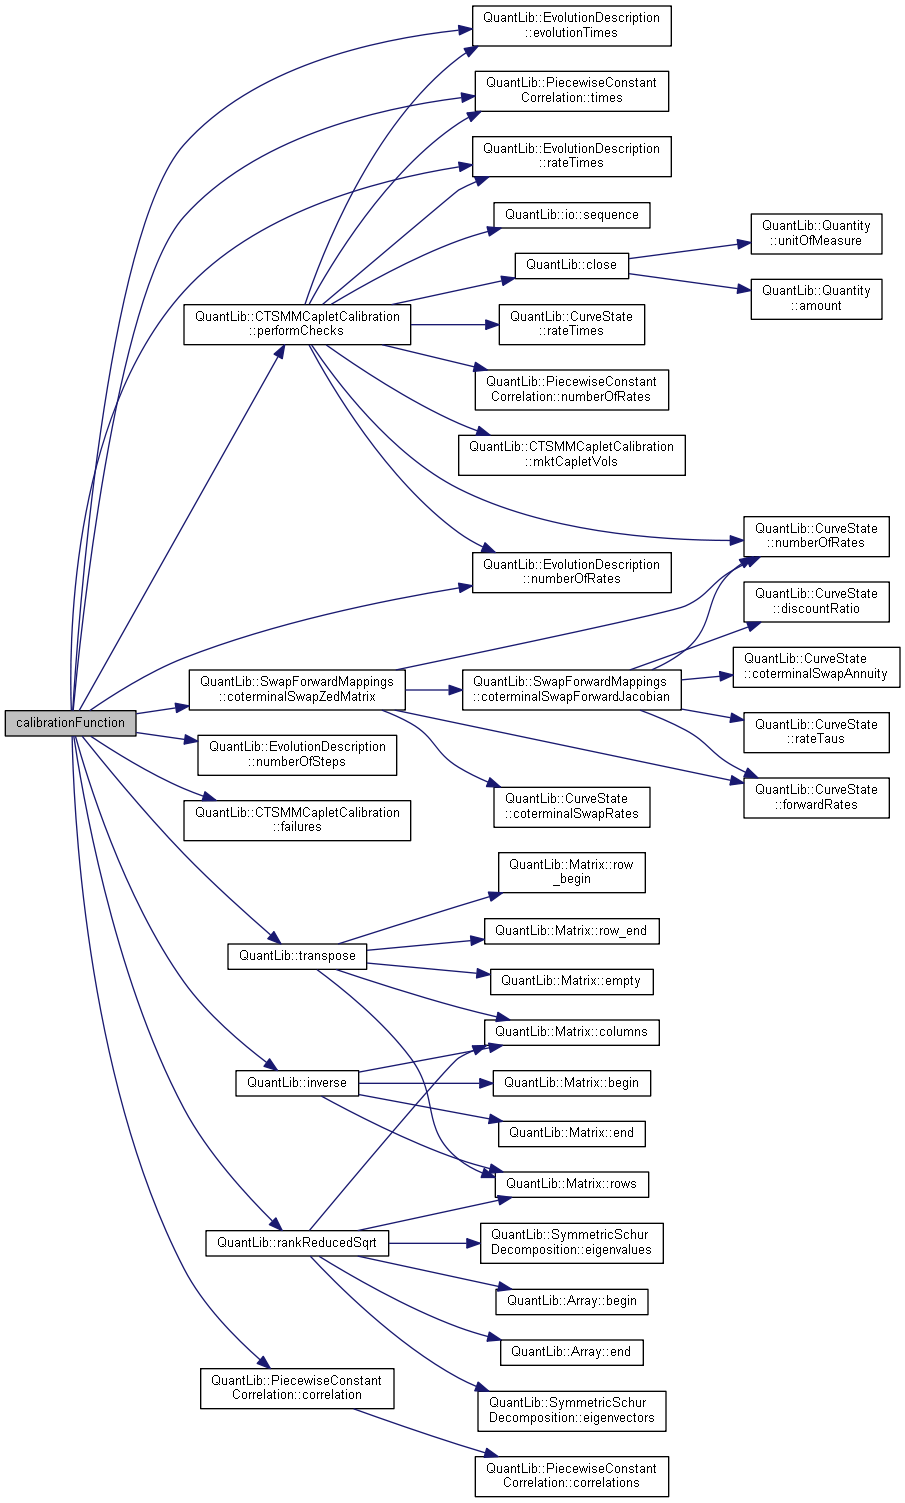 QuantLib::EvolutionDescription
::evolutionTimes
QuantLib::PiecewiseConstant
Correlation::times
QuantLib::EvolutionDescription
::rateTimes
QuantLib::io::sequence
QuantLib::Quantity
::unitOfMeasure
QuantLib::close
QuantLib::Quantity
::amount
QuantLib::CTSMMCapletCalibration
::performChecks
QuantLib::CurveState
::rateTimes
QuantLib::PiecewiseConstant
Correlation::numberOfRates
QuantLib::CTSMMCapletCalibration
::mktCapletVols
QuantLib::CurveState
::numberOfRates
QuantLib::EvolutionDescription
::numberOfRates
QuantLib::CurveState
::discountRatio
QuantLib::SwapForwardMappings
::coterminalSwapZedMatrix
QuantLib::SwapForwardMappings
::coterminalSwapForwardJacobian
QuantLib::CurveState
::coterminalSwapAnnuity
calibrationFunction
QuantLib::CurveState
::rateTaus
QuantLib::EvolutionDescription
::numberOfSteps
QuantLib::CurveState
::forwardRates
QuantLib::CTSMMCapletCalibration
::failures
QuantLib::CurveState
::coterminalSwapRates
QuantLib::Matrix::row
_begin
QuantLib::Matrix::row_end
QuantLib::transpose
QuantLib::Matrix::empty
QuantLib::Matrix::columns
QuantLib::inverse
QuantLib::Matrix::begin
QuantLib::Matrix::end
QuantLib::Matrix::rows
QuantLib::rankReducedSqrt
QuantLib::SymmetricSchur
Decomposition::eigenvalues
QuantLib::Array::begin
QuantLib::Array::end
QuantLib::PiecewiseConstant
Correlation::correlation
QuantLib::SymmetricSchur
Decomposition::eigenvectors
QuantLib::PiecewiseConstant
Correlation::correlations